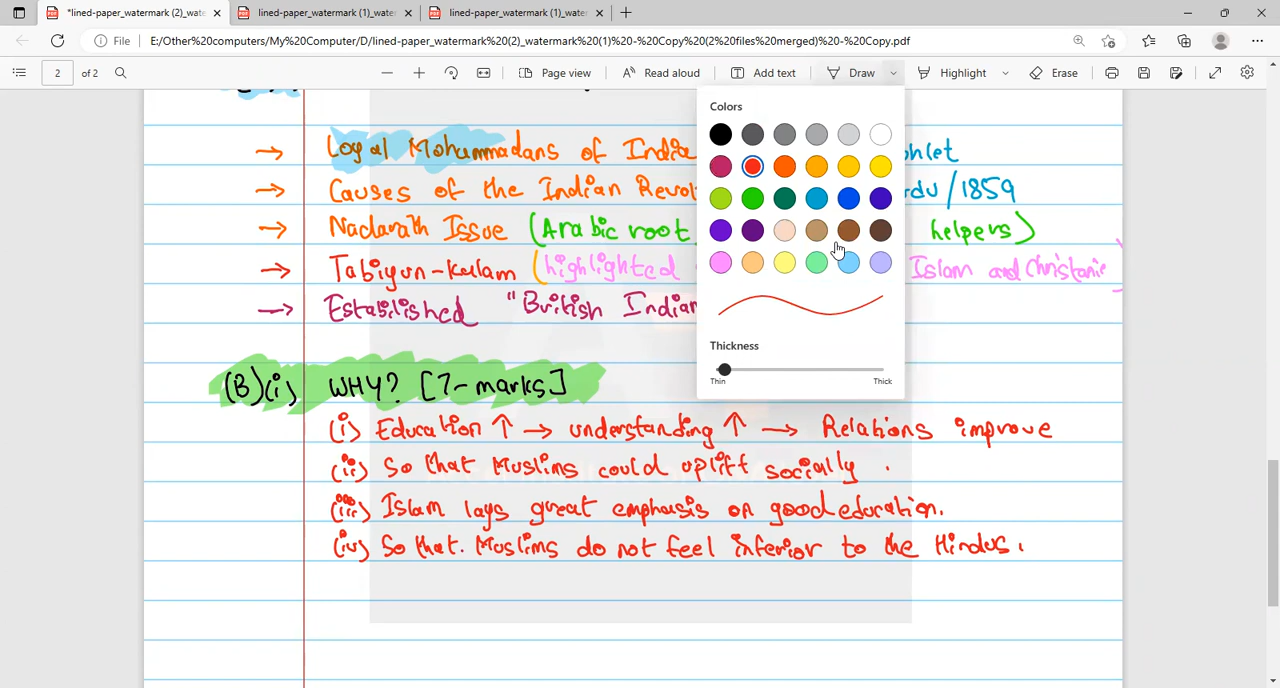 *lined-paper_watermark (2)_wate
lined-paper_watermark (1)_wate
lined-paper_watermark (1)_wate
File
E:/Other%20computers/My%20Computer/D/lined-paper_watermark%20(2)_watermark%20(1)%20-%20Copy%20(2%20files%20merged)%20-%20Copy.pdf
2 of 2
Page view
Read aloud
Add text
Draw
Highlight
Erase
Colors
→ Loyal Mohammadans of India hlet
→ Causes of the Indian Revol rdu/1859
→ Nadarath Issue (Arabic root helpers)
→ Tabiyun-Kulam (highlighted Islam and Christanie)
→ Established "British Indian
Thickness
Thin Thick
(B)(i) WHY? [7-marks]
(i) Education ↑ → understanding ↑ → Relations improve
(ii) So that Muslims could uplift socially.
(iii) Islam lays great emphasis on good education.
(iv) So that. Muslims do not feel inferior to the Hindus.